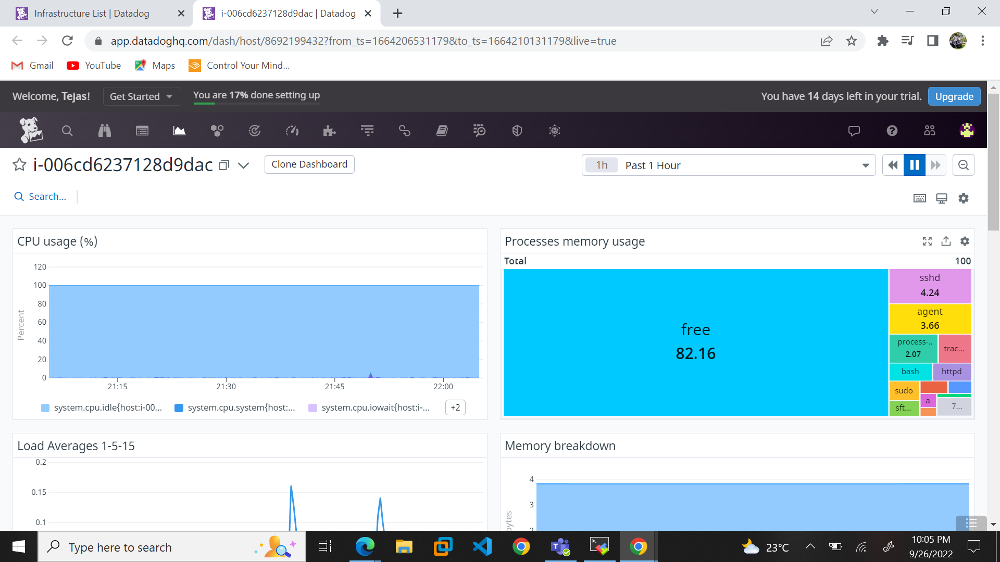 Infrastructure List | Datadog
i-006cd6237128d9dac | Datadog
app.datadoghq.com/dash/host/8692199432?from_ts=1664206531179&to_ts=1664210131179&live=true
Gmail
YouTube
Maps
Control Your Mind...
Welcome, Tejas!
Get Started
You are 17% done setting up
You have 14 days left in your trial.
Upgrade
i-006cd6237128d9dac
Clone Dashboard
1h
Past 1 Hour
Search...
CPU usage (%)
120
100
80
60
40
20
0
Percent
21:15
21:30
21:45
22:00
system.cpu.idle{host:i-00...
system.cpu.system{host:...
system.cpu.iowait{host:i-...
+2
Processes memory usage
Total
100
free
82.16
sshd
4.24
agent
3.66
process-..
2.07
trac...
bash
httpd
sudo
a.
sft...
7...
Load Averages 1-5-15
0.2
0.15
0.1
Memory breakdown
4
3
2
bytes
Type here to search
23°C
10:05 PM
9/26/2022